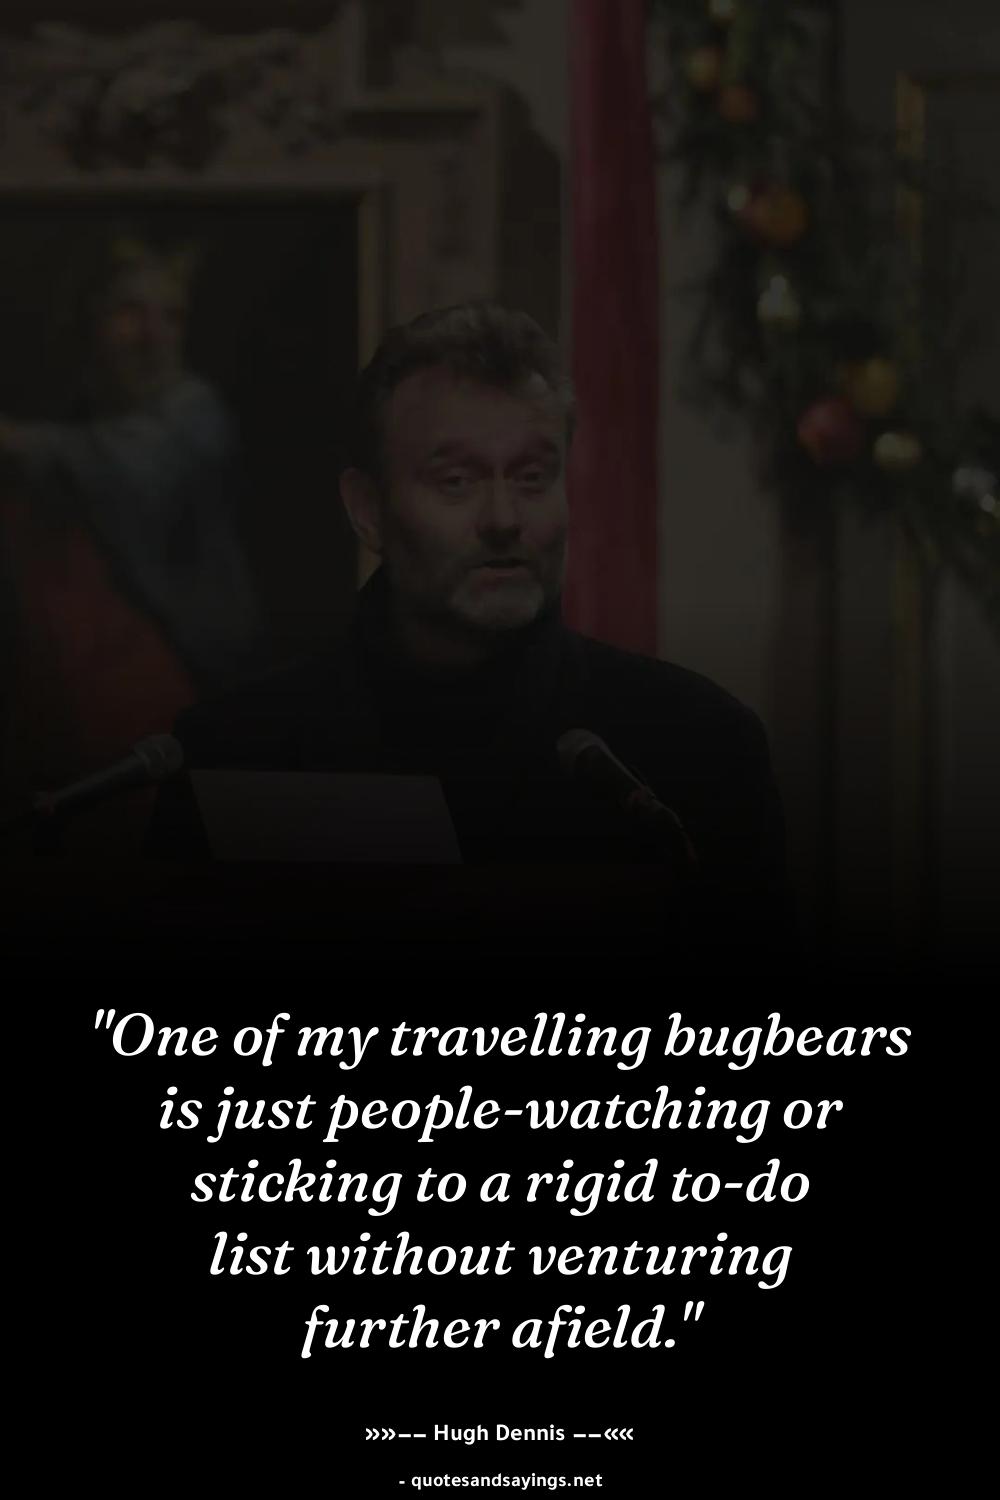 "One of my travelling bugbears
is just people-watching or
sticking to a rigid to-do
list without venturing
further afield."
»»–– Hugh Dennis ––««
- quotesandsayings.net